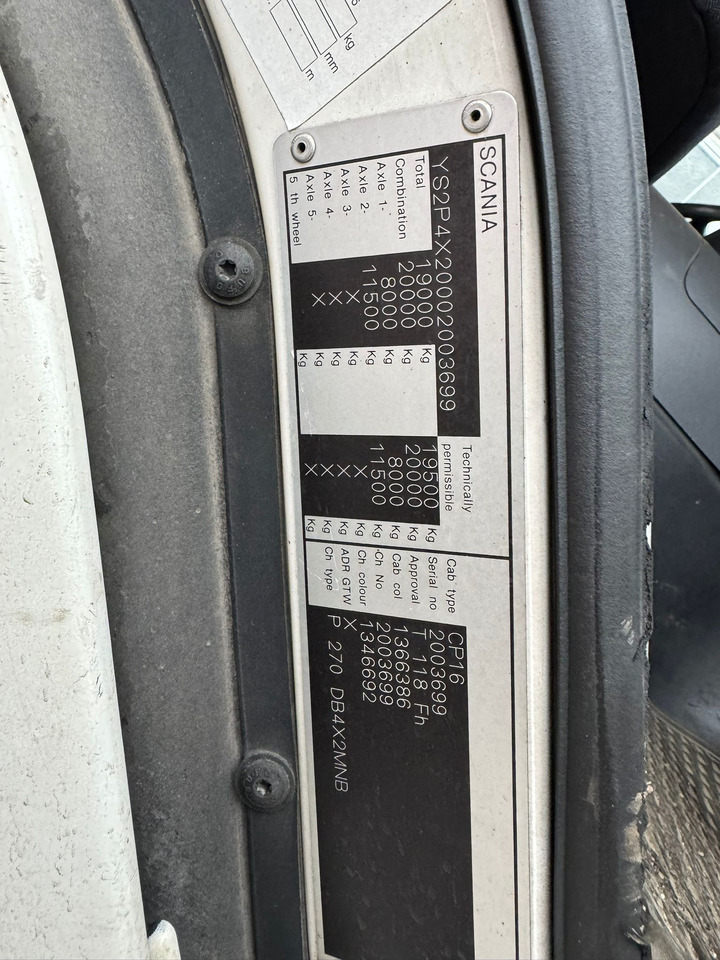 kg
mm
m
SCANIA
YS2P4X20002003699
Technically
permissible
Total 19000 Kg 19500 Kg
Combination 20000 Kg 20000 Kg
Axle 1- 8000 Kg 8000 Kg
Axle 2- 11500 Kg 11500 Kg
Axle 3- X Kg X Kg
Axle 4- X Kg X Kg
Axle 5- X Kg X Kg
5 th wheel Kg X Kg
Cab type CP16
Serial no 2003699
Approval T 118 Fh
Cab col 1366386
Ch No 2003699
Ch colour 1346692
ADR GTW X
Ch type P 270 DB4X2MNB